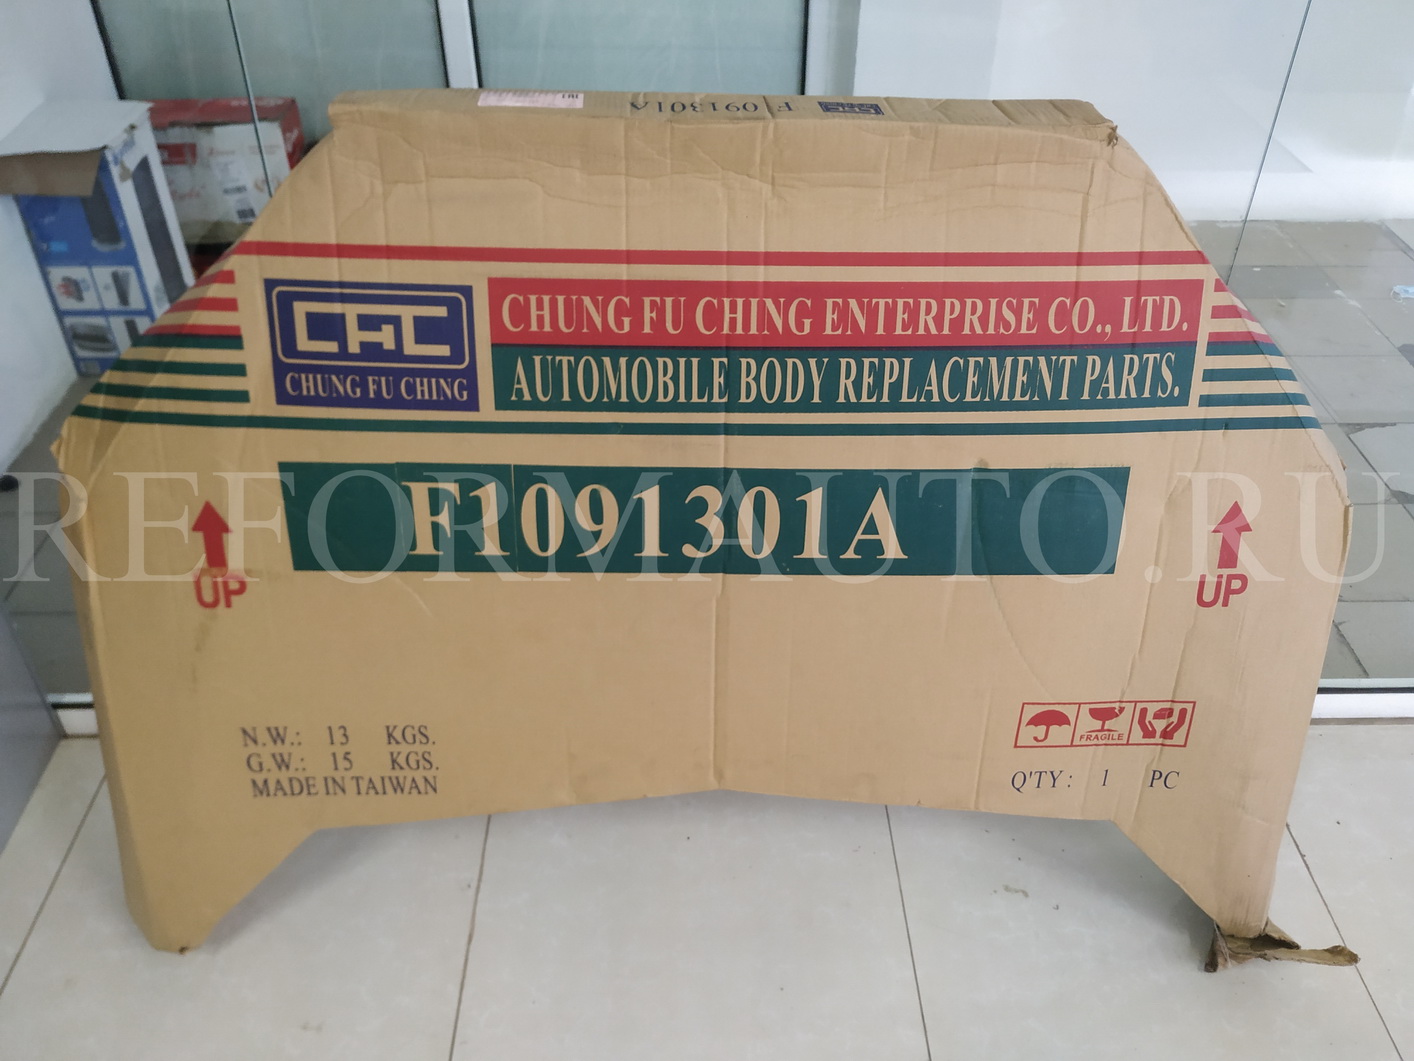 F 091301A
CFC
CHUNG FU CHING
CHUNG FU CHING ENTERPRISE CO., LTD.
AUTOMOBILE BODY REPLACEMENT PARTS.
F1091301A
REFORMAUTO.RU
UP
UP
N.W.: 13 KGS.
G.W.: 15 KGS.
MADE IN TAIWAN
FRAGILE
Q'TY: 1 PC